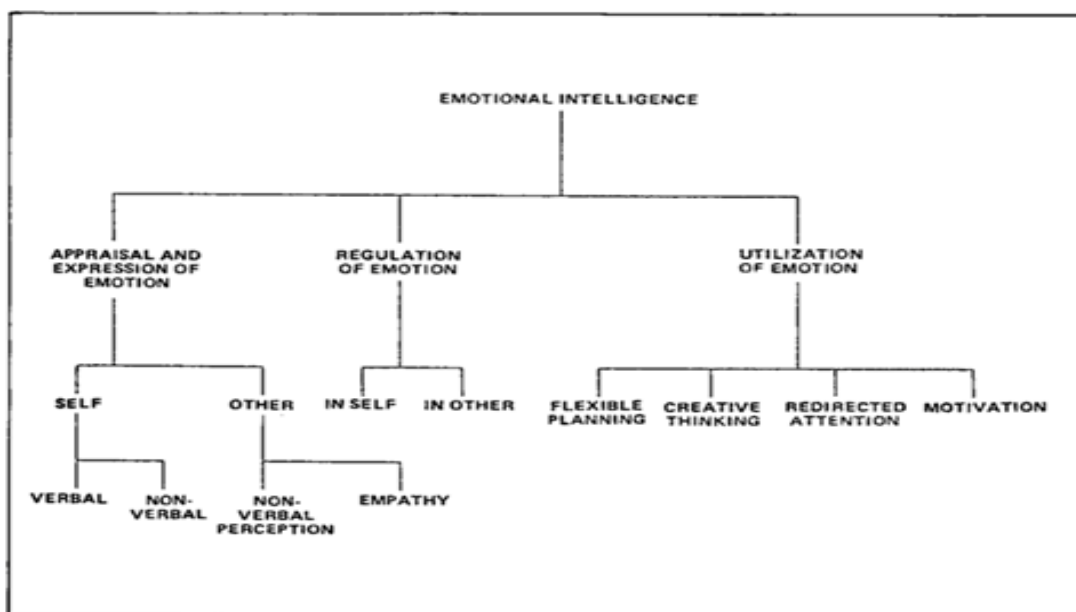 EMOTIONAL INTELLIGENCE
APPRAISAL AND
EXPRESSION OF
EMOTION
REGULATION
OF EMOTION
UTILIZATION
OF EMOTION
SELF
OTHER
IN SELF
IN OTHER
FLEXIBLE
PLANNING
CREATIVE
THINKING
REDIRECTED
ATTENTION
MOTIVATION
VERBAL
NON-
VERBAL
NON-
VERBAL
PERCEPTION
EMPATHY